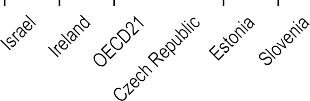 Israel
Ireland
OECD21
Czech Republic
Estonia
Slovenia